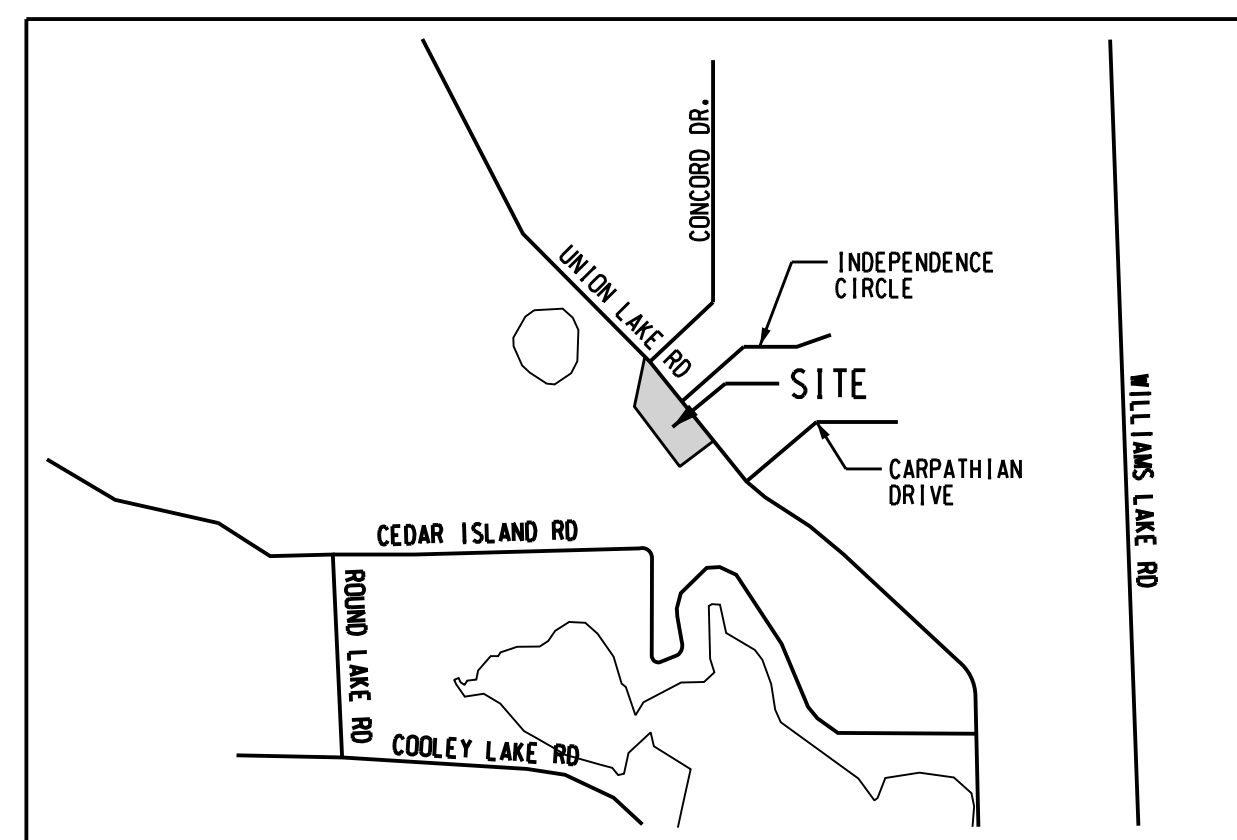 CONCORD DR.
UNION LAKE RD
INDEPENDENCE
CIRCLE
SITE
WILLIAMS LAKE RD
CARPATHIAN
DRIVE
CEDAR ISLAND RD
ROUND LAKE RD
COOLEY LAKE RD